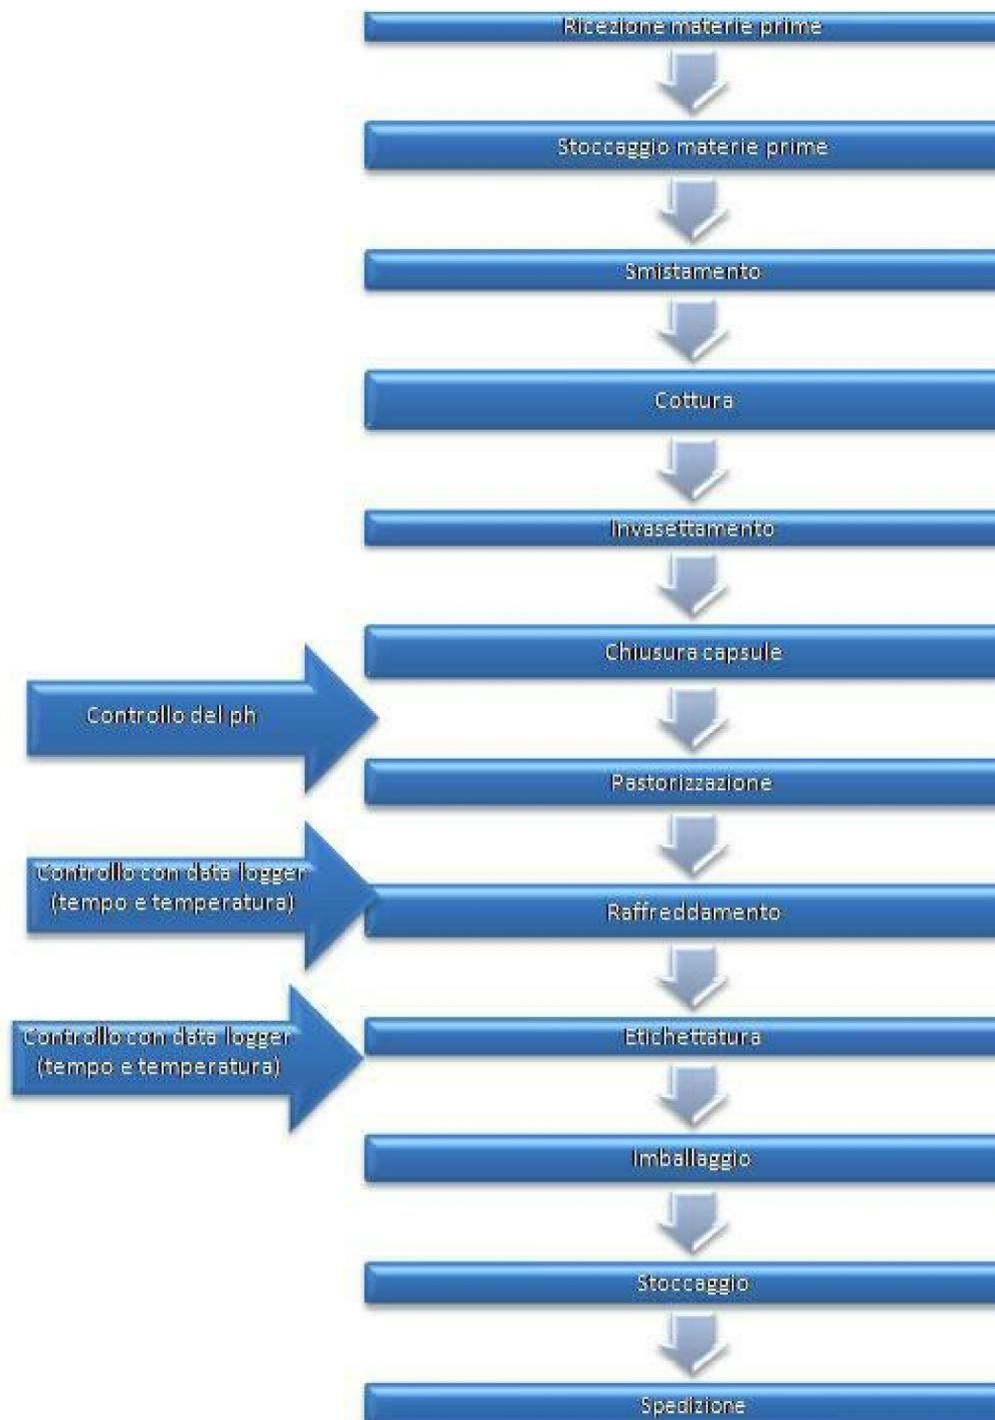 Ricezione materie prime
Stoccaggio materie prime
Smistamento
Cottura
Invasettamento
Chiusura capsule
Controllo del ph
Pastorizzazione
Controllo con data logger
(tempo e temperatura)
Raffreddamento
Controllo con data logger
(tempo e temperatura)
Etichettatura
Imballaggio
Stoccaggio
Spedizione